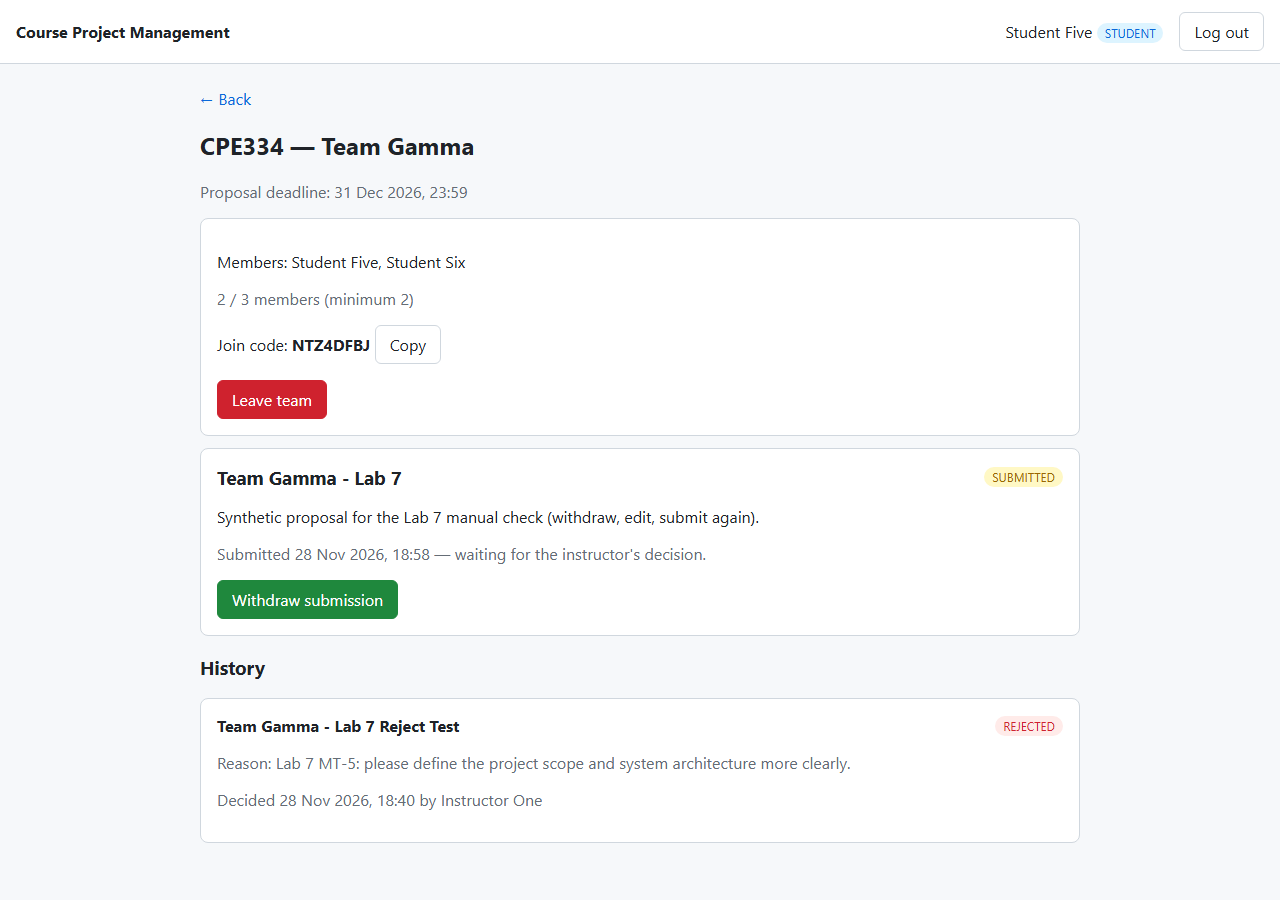 Course Project Management
Student Five STUDENT Log out
← Back
CPE334 — Team Gamma
Proposal deadline: 31 Dec 2026, 23:59
Members: Student Five, Student Six
2 / 3 members (minimum 2)
Join code: NTZ4DFBJ Copy
Leave team
Team Gamma - Lab 7 SUBMITTED
Synthetic proposal for the Lab 7 manual check (withdraw, edit, submit again).
Submitted 28 Nov 2026, 18:58 — waiting for the instructor's decision.
Withdraw submission
History
Team Gamma - Lab 7 Reject Test REJECTED
Reason: Lab 7 MT-5: please define the project scope and system architecture more clearly.
Decided 28 Nov 2026, 18:40 by Instructor One